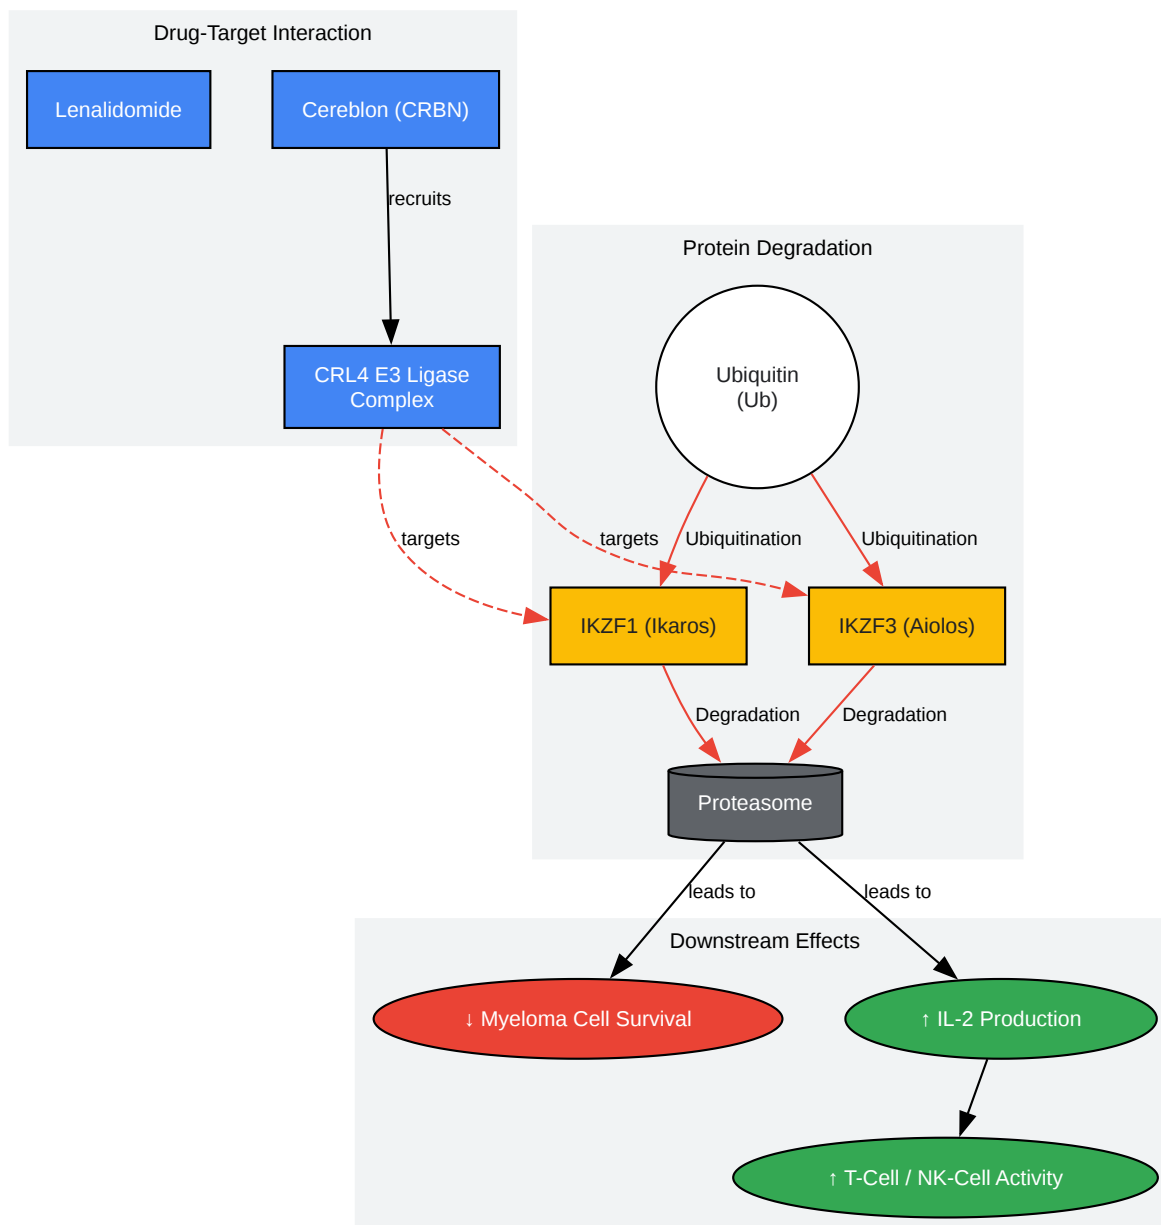 Drug-Target Interaction
Lenalidomide
Cereblon (CRBN)
recruits
Protein Degradation
CRL4 E3 Ligase
Complex
Ubiquitin
(Ub)
targets
targets
Ubiquitination
Ubiquitination
IKZF1 (Ikaros)
IKZF3 (Aiolos)
Degradation
Degradation
Proteasome
leads to
leads to
Downstream Effects
↓ Myeloma Cell Survival
↑ IL-2 Production
↑ T-Cell / NK-Cell Activity